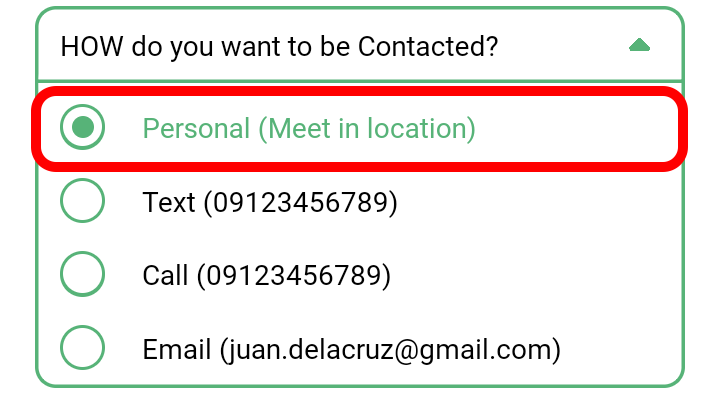 HOW do you want to be Contacted?
Personal (Meet in location)
Text (09123456789)
Call (09123456789)
Email (juan.delacruz@gmail.com)